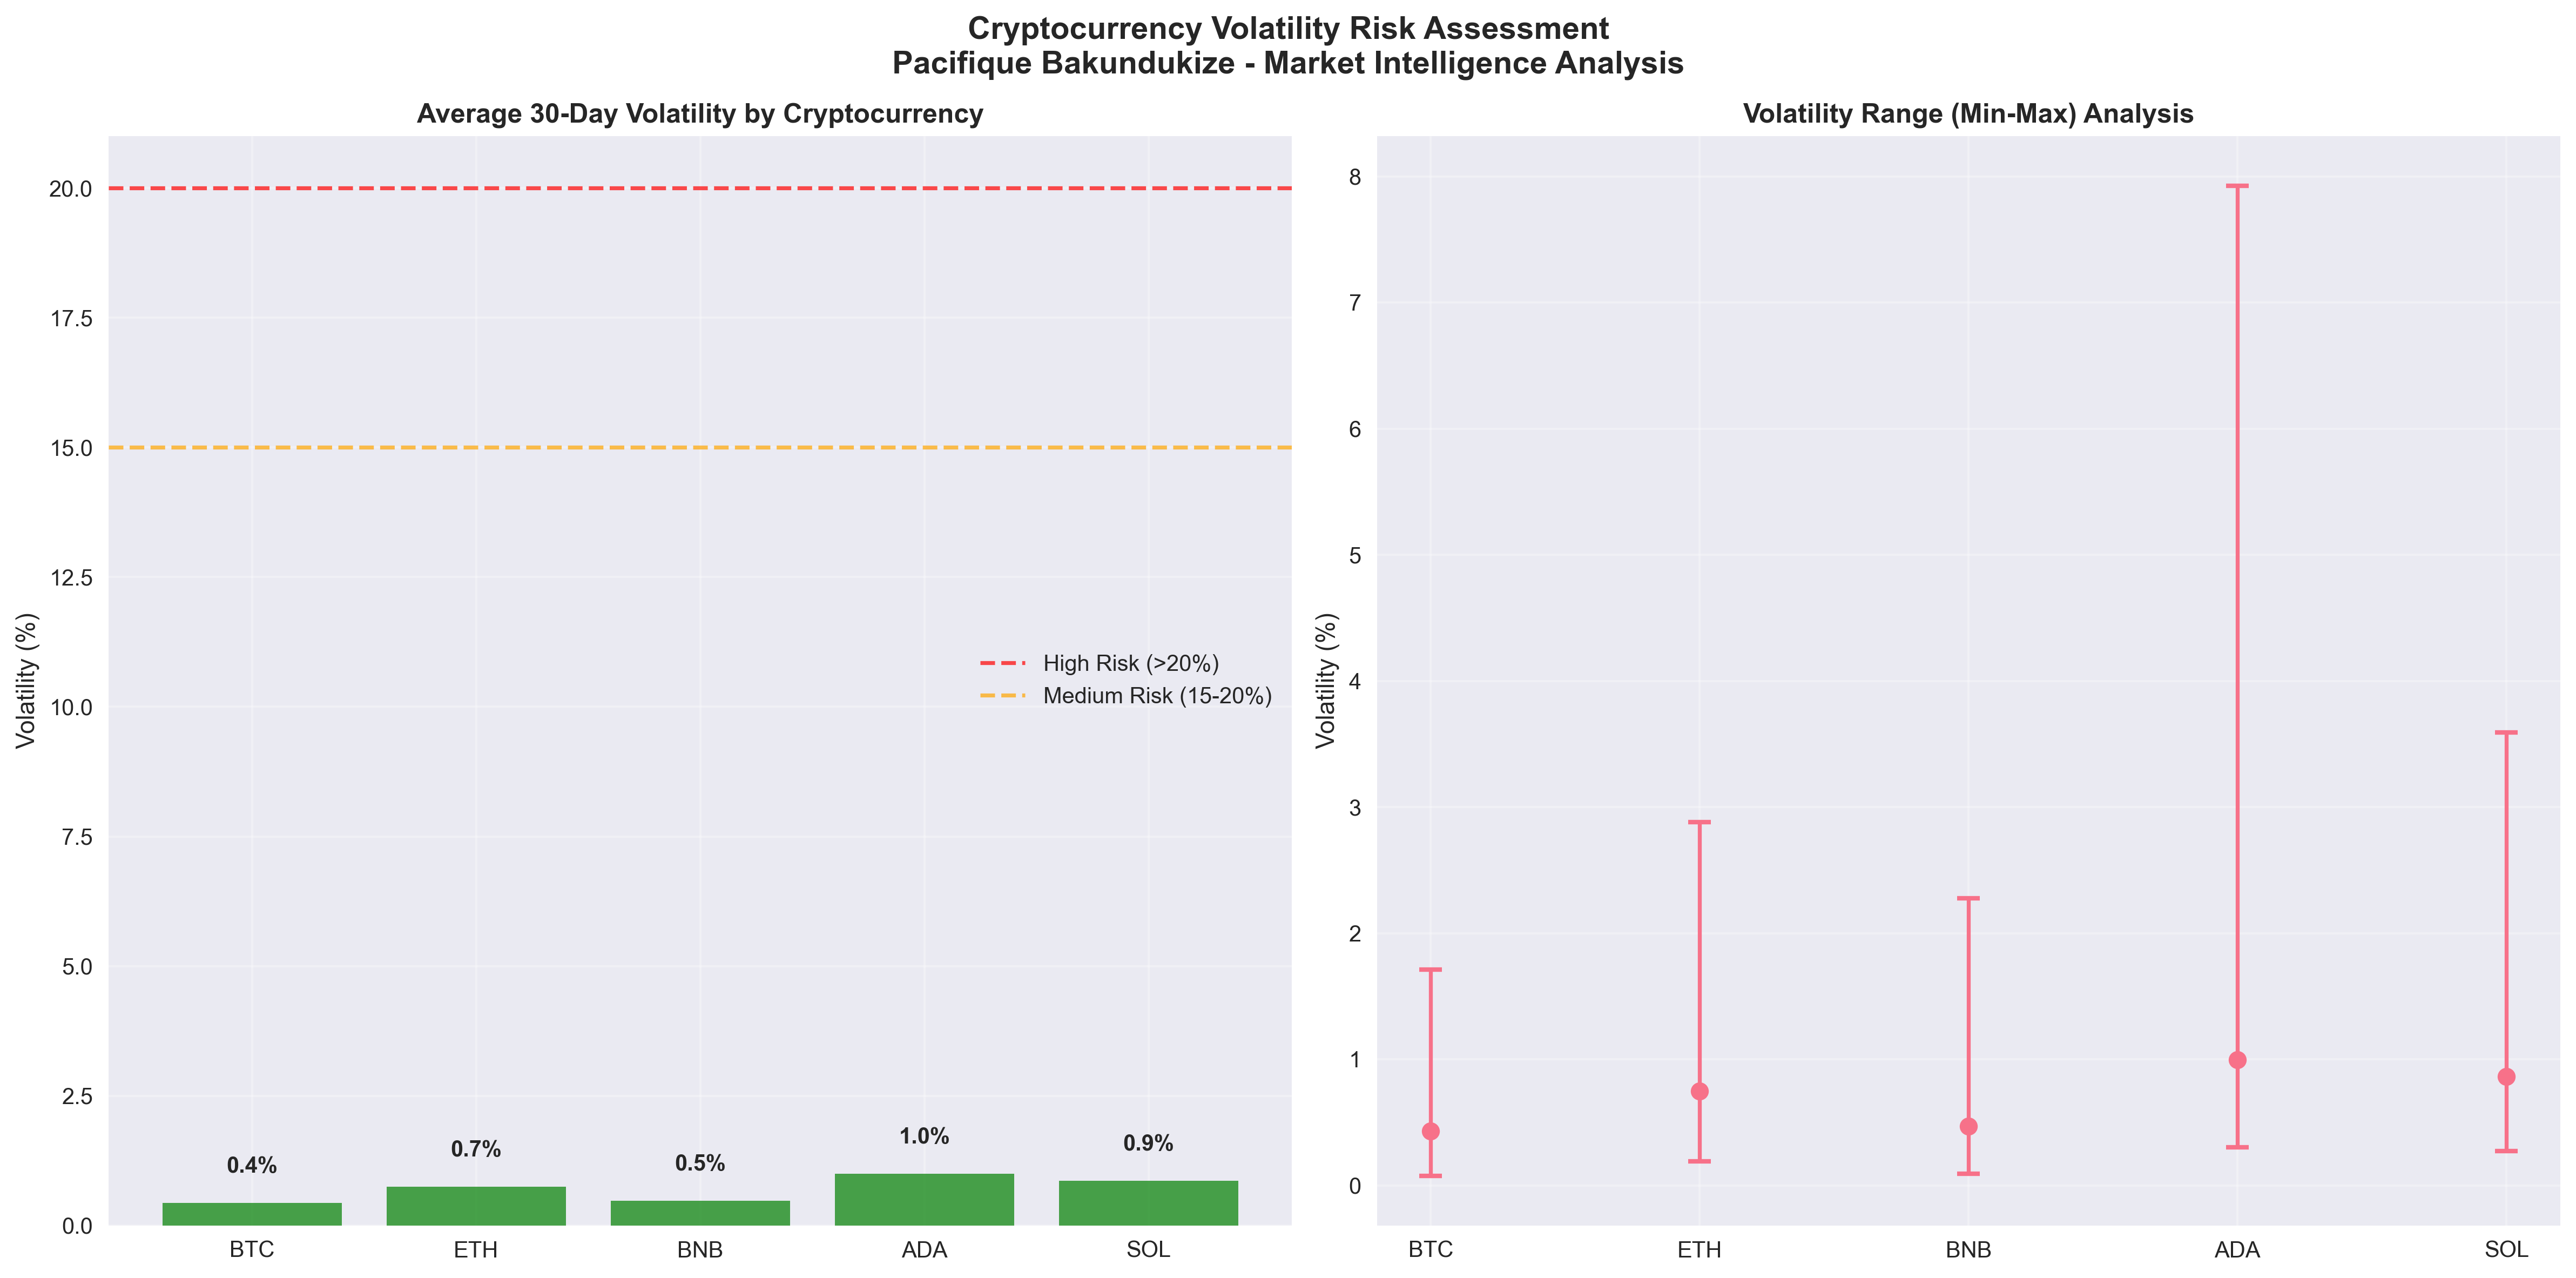 Cryptocurrency Volatility Risk Assessment
Pacifique Bakundukize - Market Intelligence Analysis
Average 30-Day Volatility by Cryptocurrency
Volatility (%)
20.0
17.5
15.0
12.5
10.0
7.5
5.0
2.5
0.0
High Risk (>20%)
Medium Risk (15-20%)
0.4%
0.7%
0.5%
1.0%
0.9%
BTC
ETH
BNB
ADA
SOL
Volatility Range (Min-Max) Analysis
Volatility (%)
8
7
6
5
4
3
2
1
0
BTC
ETH
BNB
ADA
SOL